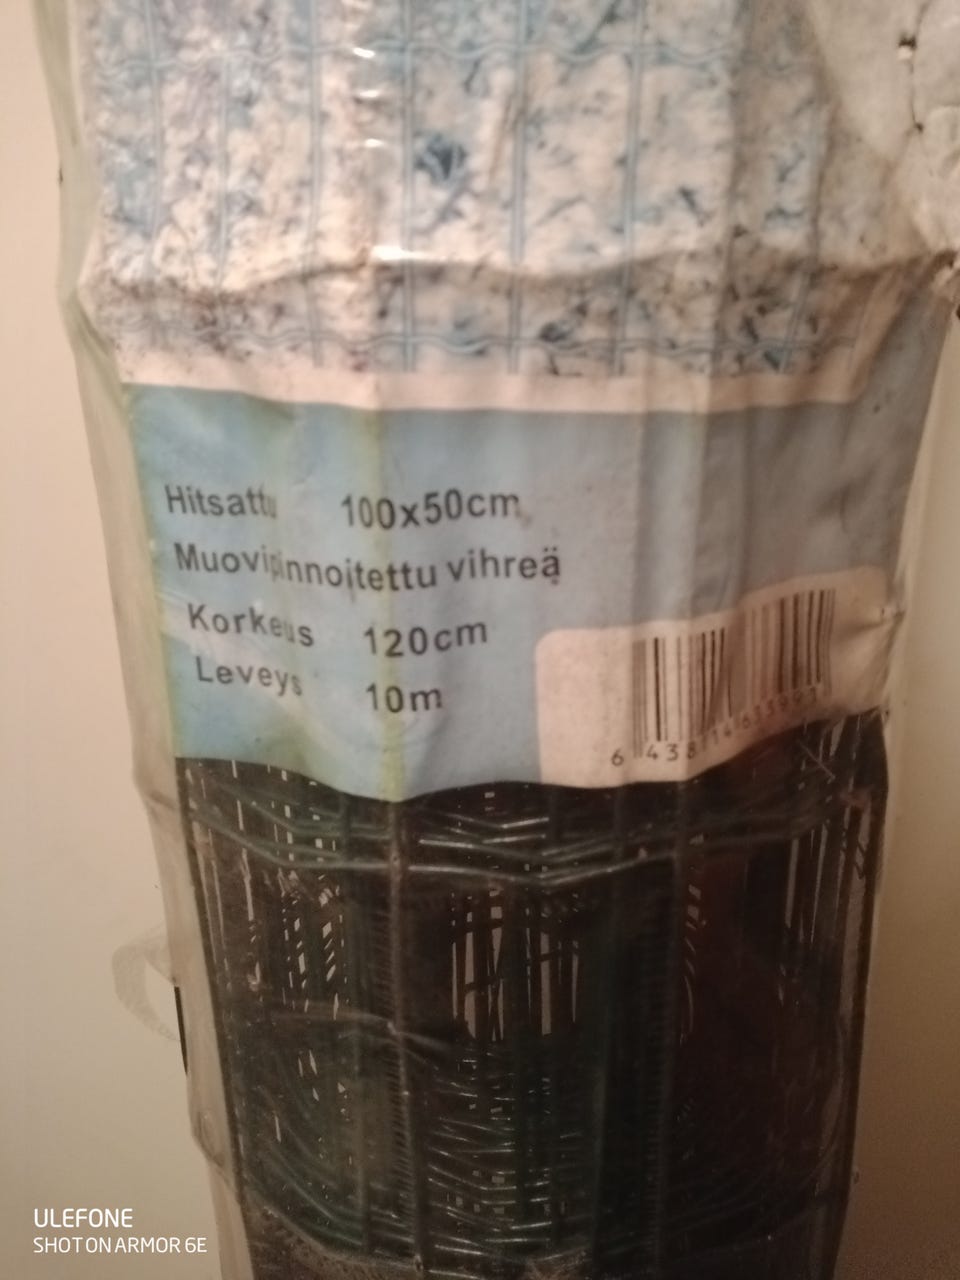 Hitsattu 100x50cm
Muovipinnoitettu vihreä
Korkeus 120cm
Leveys 10m
ULEFONE
SHOT ON ARMOR 6E